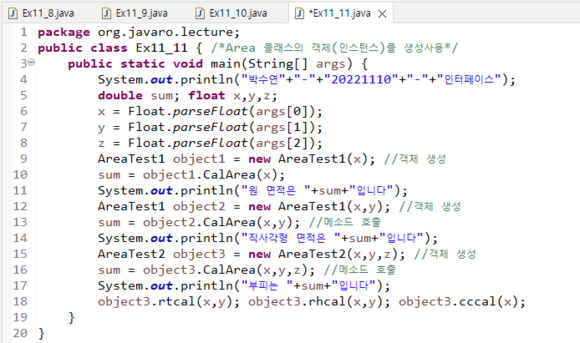 Ex11_8.java Ex11_9.java Ex11_10.java *Ex11_11.java
1 package org.javaro.lecture;
2 public class Ex11_11 { /*Area 클래스의 객체(인스턴스)를 생성사용*/
3 public static void main(String[] args) {
4 System.out.println("박수연"+"-"+"20221110"+"-"+"인터페이스");
5 double sum; float x,y,z;
6 x = Float.parseFloat(args[0]);
7 y = Float.parseFloat(args[1]);
8 z = Float.parseFloat(args[2]);
9 AreaTest1 object1 = new AreaTest1(x); //객체 생성
10 sum = object1.CalArea(x);
11 System.out.println("원 면적은 "+sum+"입니다");
12 AreaTest1 object2 = new AreaTest1(x,y); //객체 생성
13 sum = object2.CalArea(x,y); //메소드 호출
14 System.out.println("직사각형 면적은 "+sum+"입니다");
15 AreaTest2 object3 = new AreaTest2(x,y,z); //객체 생성
16 sum = object3.CalArea(x,y,z); //메소드 호출
17 System.out.println("부피는 "+sum+"입니다");
18 object3.rtcal(x,y); object3.rhcal(x,y); object3.cccal(x);
19 }
20 }